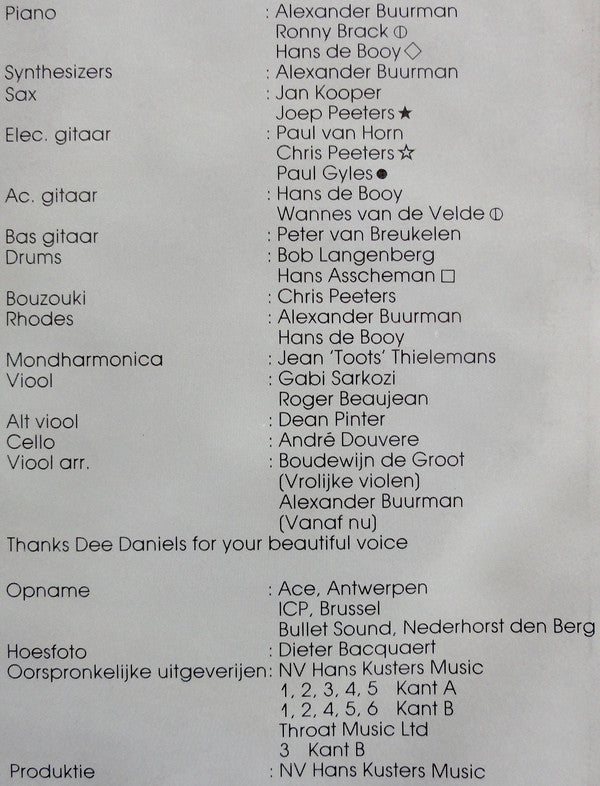 Piano : Alexander Buurman
Ronny Brack ⦶
Hans de Booy ◇
Synthesizers : Alexander Buurman
Sax : Jan Kooper
Joep Peeters ★
Elec. gitaar : Paul van Horn
Chris Peeters ☆
Paul Gyles ●
Ac. gitaar : Hans de Booy
Wannes van de Velde ⦶
Bas gitaar : Peter van Breukelen
Drums : Bob Langenberg
Hans Asscheman □
Bouzouki : Chris Peeters
Rhodes : Alexander Buurman
Hans de Booy
Mondharmonica : Jean 'Toots' Thielemans
Viool : Gabi Sarkozi
Roger Beaujean
Alt viool : Dean Pinter
Cello : André Douvere
Viool arr. : Boudewijn de Groot
(Vrolijke violen)
Alexander Buurman
(Vanaf nu)
Thanks Dee Daniels for your beautiful voice
Opname : Ace, Antwerpen
ICP, Brussel
Bullet Sound, Nederhorst den Berg
Hoesfoto : Dieter Bacquaert
Oorspronkelijke uitgeverijen: NV Hans Kusters Music
1, 2, 3, 4, 5 Kant A
1, 2, 4, 5, 6 Kant B
Throat Music Ltd
3 Kant B
Produktie : NV Hans Kusters Music